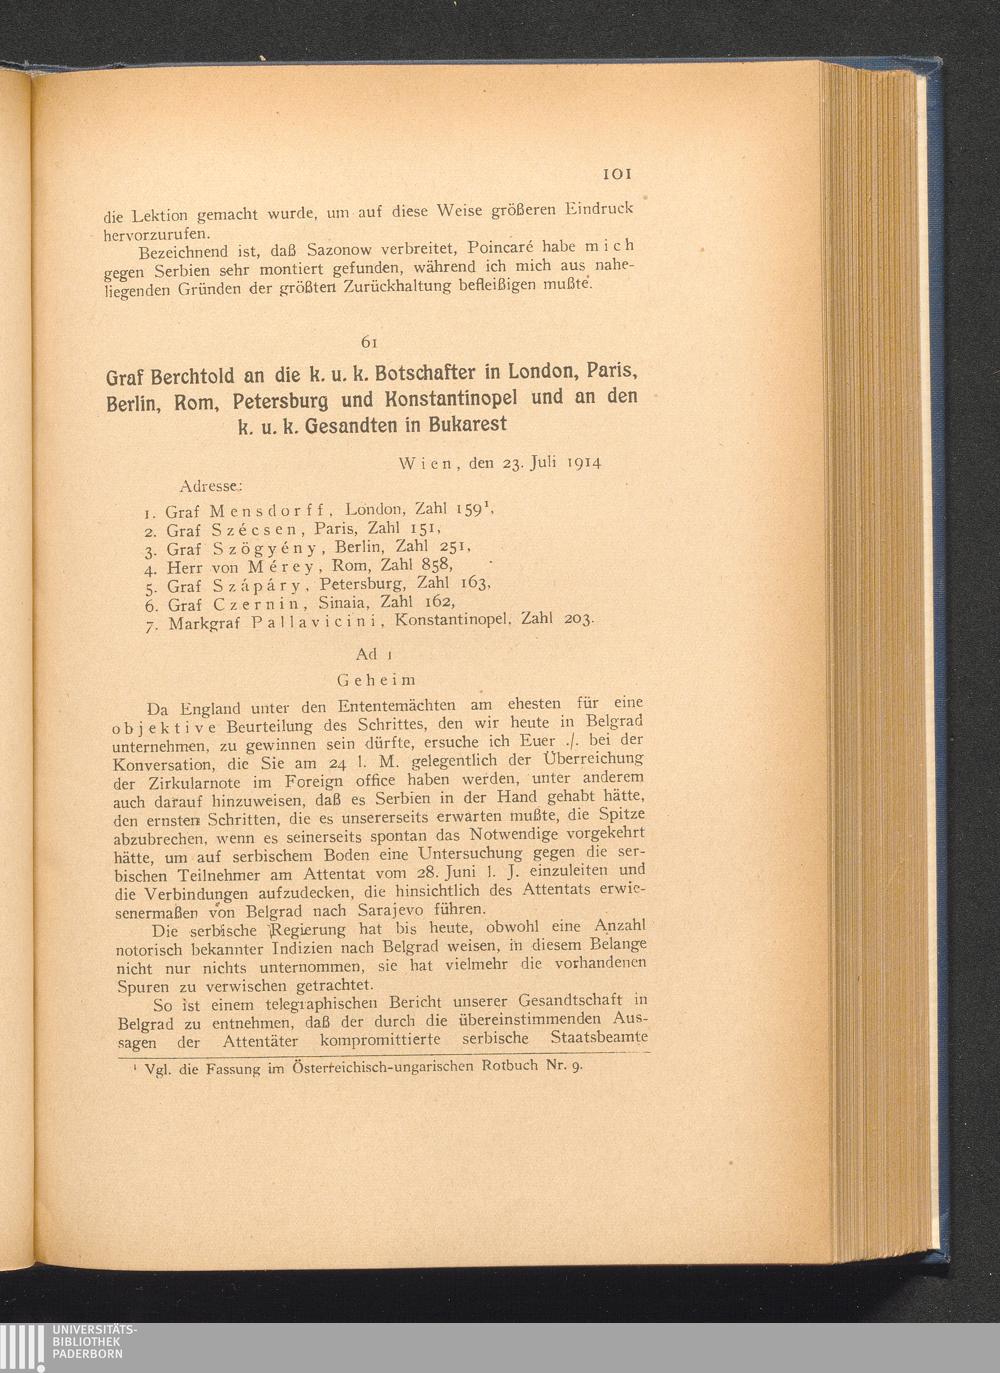 101
die Lektion gemacht wurde, um auf diese Weise größeren Eindruck
hervorzurufen.
Bezeichnend ist, daß Sazonow verbreitet, Poincaré habe mich
gegen Serbien sehr montiert gefunden, während ich mich aus nahe-
liegenden Gründen der größten Zurückhaltung befleißigen mußte.
61
Graf Berchtold an die k. u. k. Botschafter in London, Paris,
Berlin, Rom, Petersburg und Konstantinopel und an den
k. u. k. Gesandten in Bukarest
Wien, den 23. Juli 1914
Adresse:
1. Graf Mensdorff, London, Zahl 159¹,
2. Graf Szécsen, Paris, Zahl 151,
3. Graf Szögyény, Berlin, Zahl 251,
4. Herr von Mérey, Rom, Zahl 858,
5. Graf Szápáry, Petersburg, Zahl 163,
6. Graf Czernin, Sinaia, Zahl 162,
7. Markgraf Pallavicini, Konstantinopel, Zahl 203.
Ad 1
Geheim
Da England unter den Ententemächten am ehesten für eine
objektive Beurteilung des Schrittes, den wir heute in Belgrad
unternehmen, zu gewinnen sein dürfte, ersuche ich Euer ./. bei der
Konversation, die Sie am 24 l. M. gelegentlich der Überreichung
der Zirkularnote im Foreign office haben werden, unter anderem
auch darauf hinzuweisen, daß es Serbien in der Hand gehabt hätte,
den ernsten Schritten, die es unsererseits erwarten mußte, die Spitze
abzubrechen, wenn es seinerseits spontan das Notwendige vorgekehrt
hätte, um auf serbischem Boden eine Untersuchung gegen die ser-
bischen Teilnehmer am Attentat vom 28. Juni l. J. einzuleiten und
die Verbindungen aufzudecken, die hinsichtlich des Attentats erwie-
senermaßen von Belgrad nach Sarajevo führen.
Die serbische Regierung hat bis heute, obwohl eine Anzahl
notorisch bekannter Indizien nach Belgrad weisen, in diesem Belange
nicht nur nichts unternommen, sie hat vielmehr die vorhandenen
Spuren zu verwischen getrachtet.
So ist einem telegraphischen Bericht unserer Gesandtschaft in
Belgrad zu entnehmen, daß der durch die übereinstimmenden Aus-
sagen der Attentäter kompromittierte serbische Staatsbeamte
¹ Vgl. die Fassung im Österreichisch-ungarischen Rotbuch Nr. 9.
UNIVERSITÄTS-
BIBLIOTHEK
PADERBORN